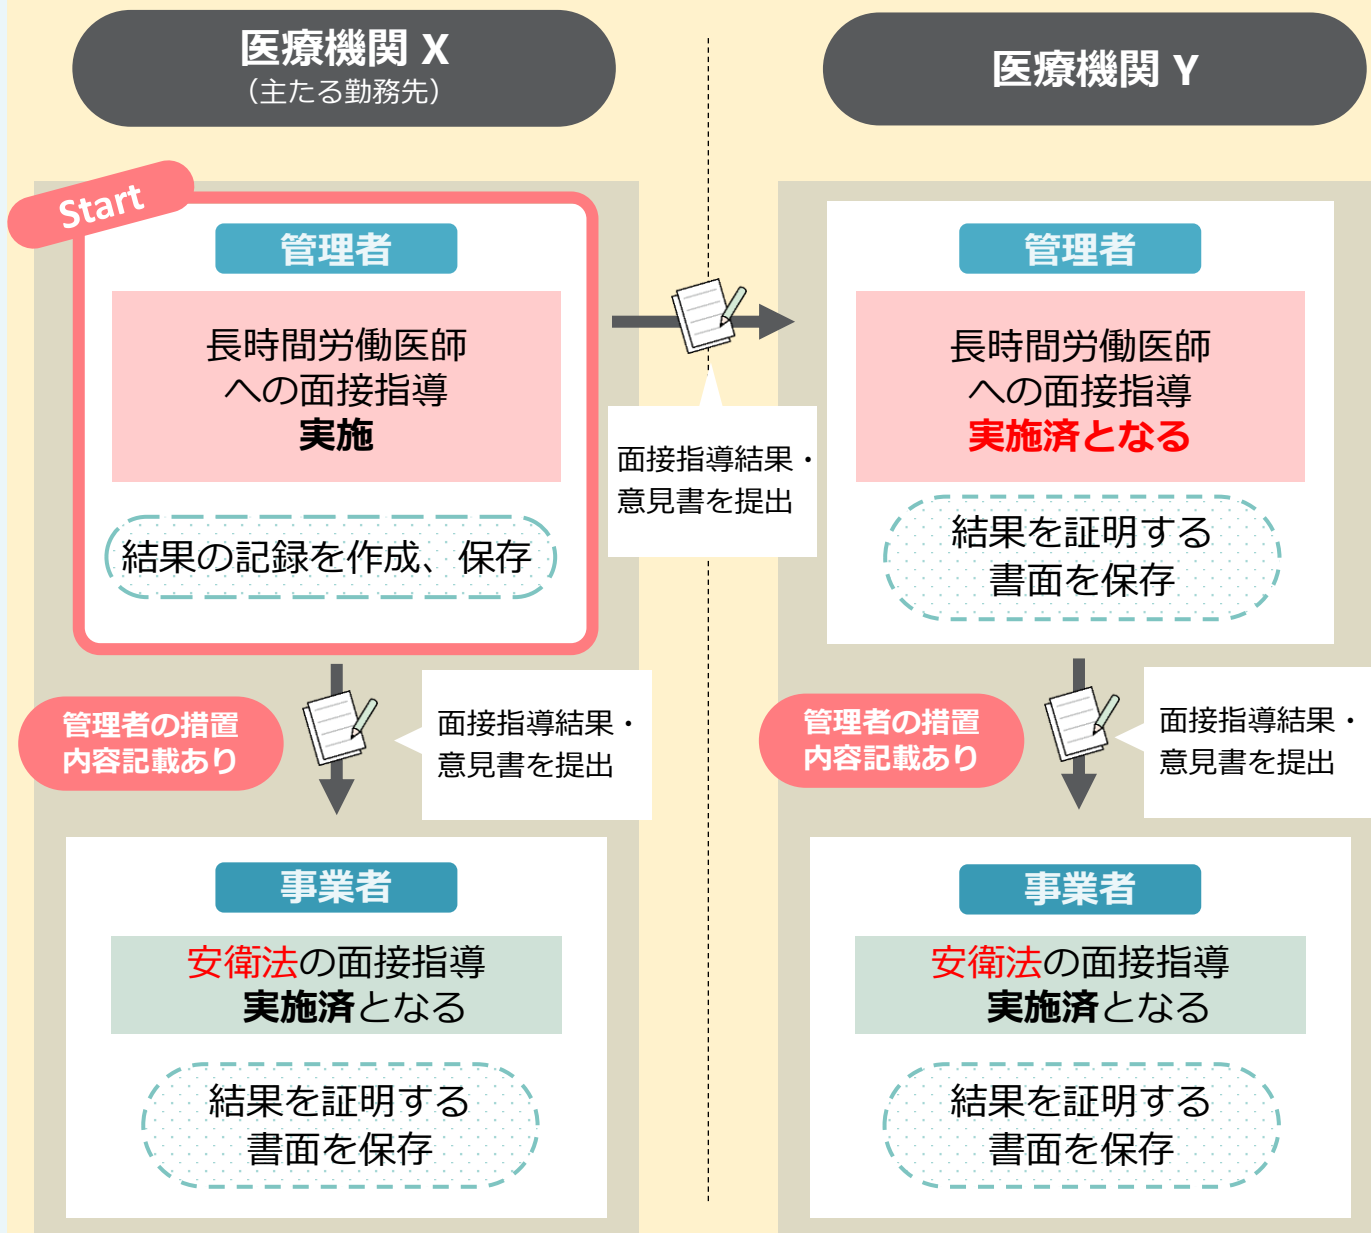 医療機関 X
（主たる勤務先）
医療機関 Y
Start
管理者
長時間労働医師
への面接指導
実施
結果の記録を作成、保存
面接指導結果・
意見書を提出
管理者
長時間労働医師
への面接指導
実施済となる
結果を証明する
書面を保存
管理者の措置
内容記載あり
面接指導結果・
意見書を提出
管理者の措置
内容記載あり
面接指導結果・
意見書を提出
事業者
安衛法の面接指導
実施済となる
結果を証明する
書面を保存
事業者
安衛法の面接指導
実施済となる
結果を証明する
書面を保存